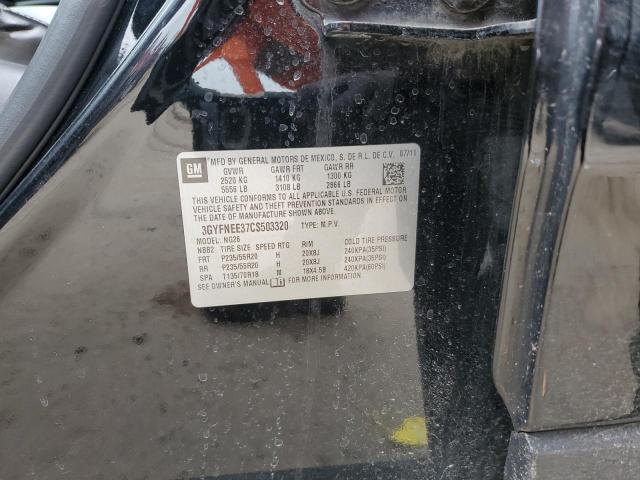 GM
MFD BY GENERAL MOTORS DE MEXICO, S. DE R.L. DE C.V. 07/11
GVWR GAWR FRT GAWR RR
2520 KG 1410 KG 1300 KG
5556 LB 3108 LB 2866 LB
THIS VEHICLE CONFORMS TO ALL APPLICABLE U.S. FEDERAL MOTOR
VEHICLE SAFETY AND THEFT PREVENTION STANDARDS IN EFFECT ON
THE DATE OF MANUFACTURE SHOWN ABOVE.
3GYFNEE37CS503320 TYPE: M.P.V.
MODEL: NG26
NBB2 TIRE SIZE SPEED RTG RIM COLD TIRE PRESSURE
FRT P235/55R20 H 20X8J 240KPA(35PSI)
RR P235/55R20 H 20X8J 240KPA(35PSI)
SPA T135/70R18 M 18X4.5B 420KPA(60PSI)
SEE OWNER'S MANUAL FOR MORE INFORMATION.